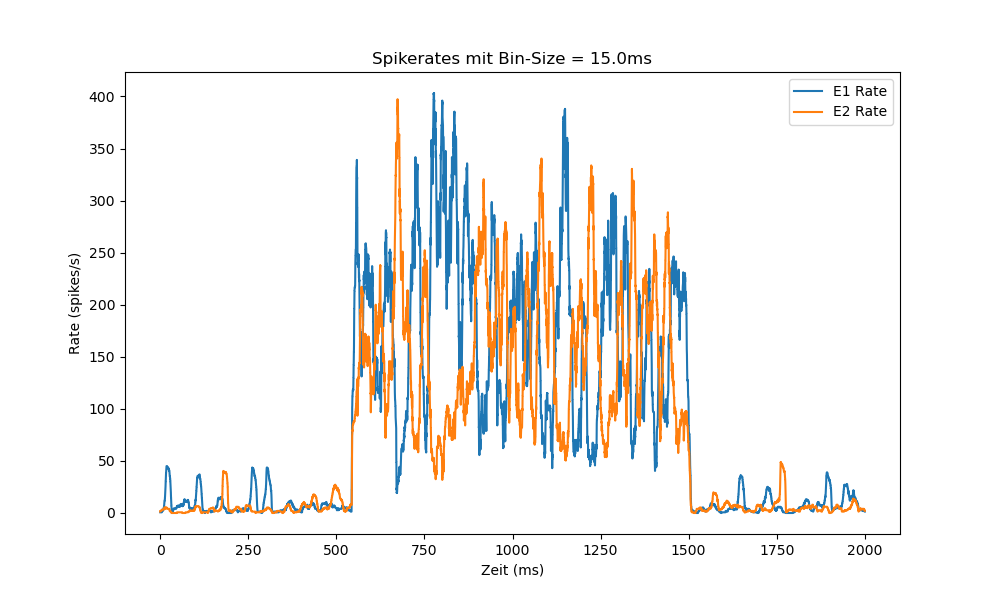 Spikerates mit Bin-Size = 15.0ms
E1 Rate
E2 Rate
400
350
300
250
200
150
100
50
0
Rate (spikes/s)
0 250 500 750 1000 1250 1500 1750 2000
Zeit (ms)